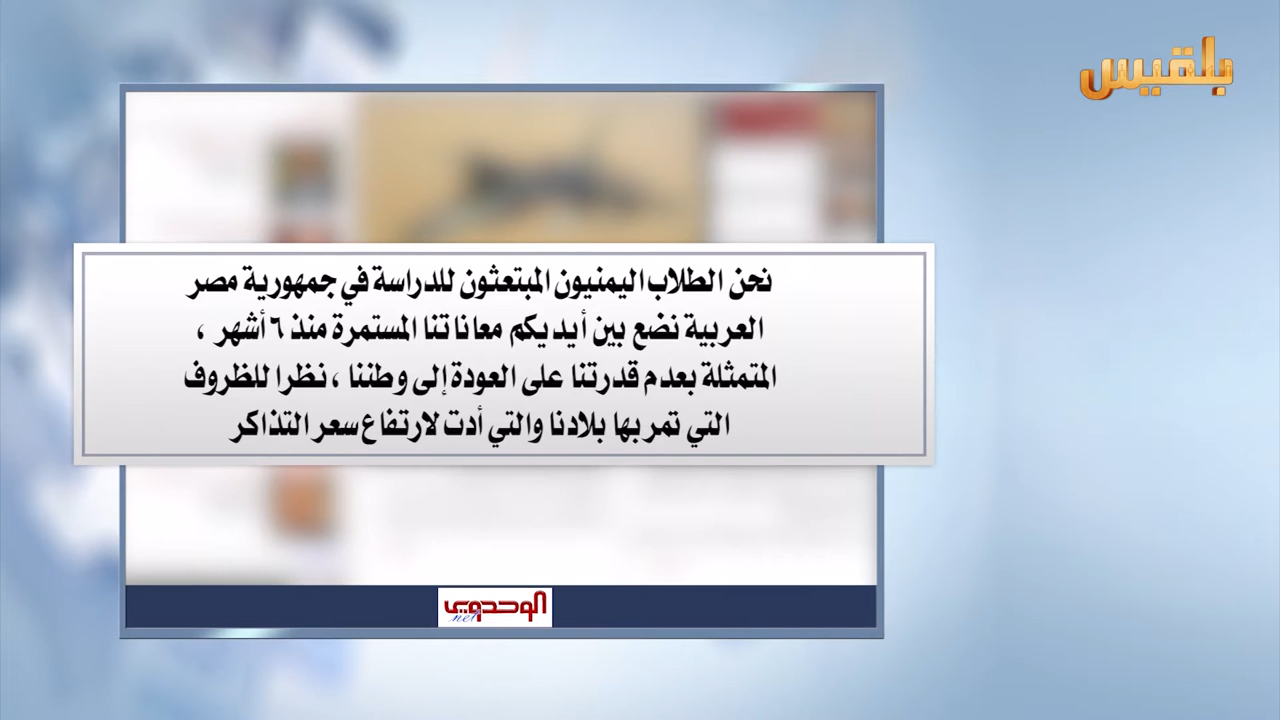 بلقيس
نحن الطلاب اليمنيون المبتعثون للدراسة في جمهورية مصر
العربية نضع بين أيديكم معاناتنا المستمرة منذ ٦ أشهر ،
المتمثلة بعدم قدرتنا على العودة إلى وطننا ، نظرا للظروف
التي تمر بها بلادنا والتي أدت لارتفاع سعر التذاكر
الوحدوي
net